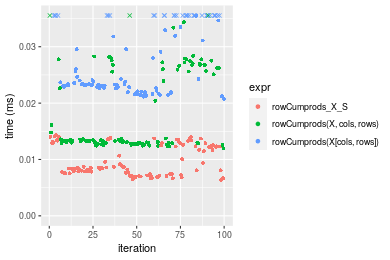 0.03
0.02
0.01
0.00
time (ms)
0
25
50
75
100
iteration
expr
rowCumprods_X_S
rowCumprods(X, cols, rows)
rowCumprods(X[cols, rows])